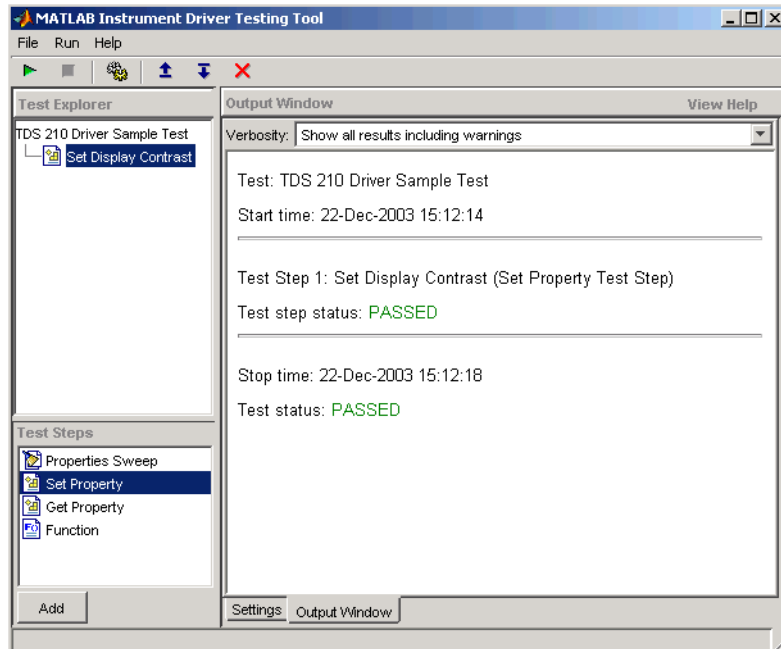 MATLAB Instrument Driver Testing Tool
File Run Help
Test Explorer
TDS 210 Driver Sample Test
Set Display Contrast
Test Steps
Properties Sweep
Set Property
Get Property
Function
Add
Output Window View Help
Verbosity: Show all results including warnings
Test: TDS 210 Driver Sample Test
Start time: 22-Dec-2003 15:12:14
Test Step 1: Set Display Contrast (Set Property Test Step)
Test step status: PASSED
Stop time: 22-Dec-2003 15:12:18
Test status: PASSED
Settings Output Window